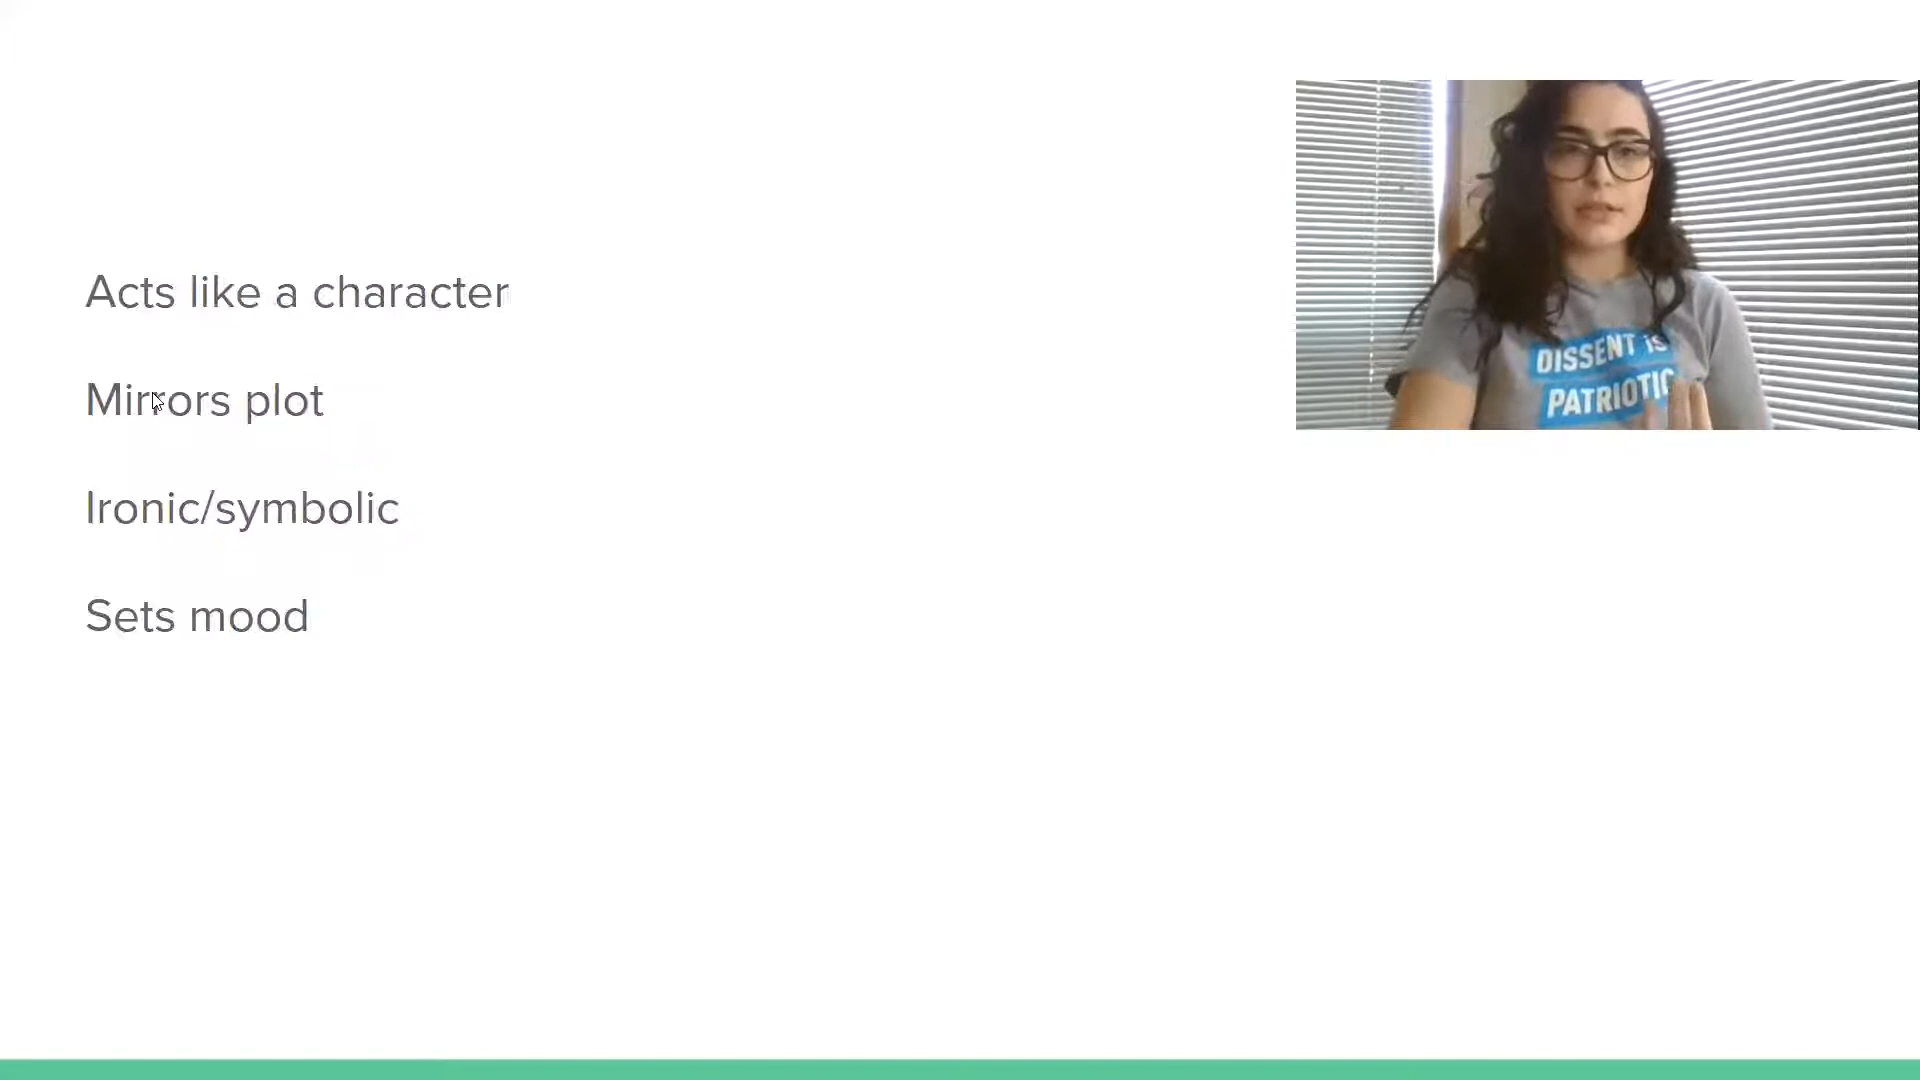 Acts like a character
Mirrors plot
Ironic/symbolic
Sets mood
DISSENT iS
PATRIOTIC